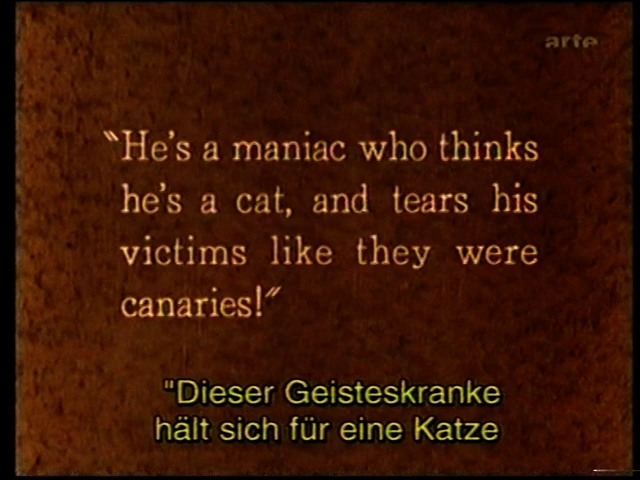 arte
"He's a maniac who thinks
he's a cat, and tears his
victims like they were
canaries!"
"Dieser Geisteskranke
hält sich für eine Katze